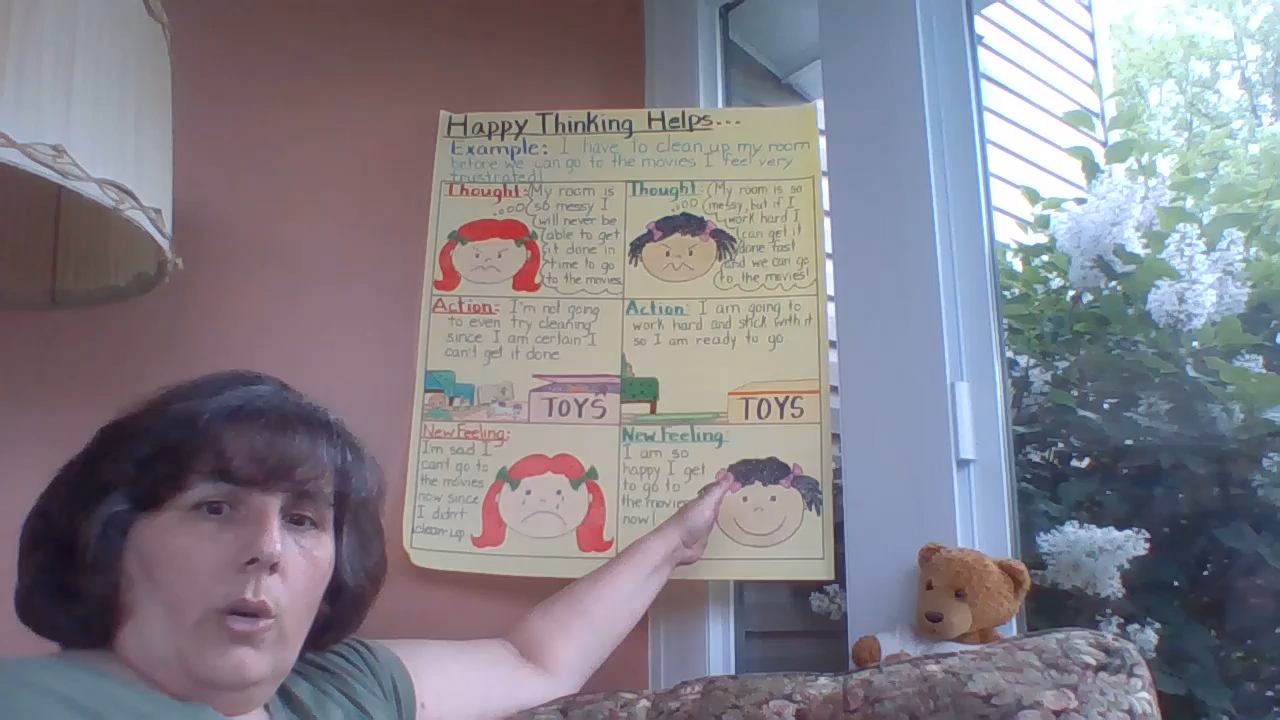 Happy Thinking Helps...
Example: I have to clean up my room
before we can go to the movies I feel very
frustrated!
Thought: My room is
so messy I
will never be
able to get
it done in
time to go
to the movies
Thought: My room is so
messy, but if I
work hard I
can get it
done fast
and we can go
to the movies!
Action: I'm not going
to even try cleaning
since I am certain I
can't get it done
TOYS
Action: I am going to
work hard and stick with it
so I am ready to go
TOYS
New Feeling:
I'm sad I
can't go to
the movies
now since
I didn't
clean-up
New Feeling:
I am so
happy I get
to go to
the movies
now!